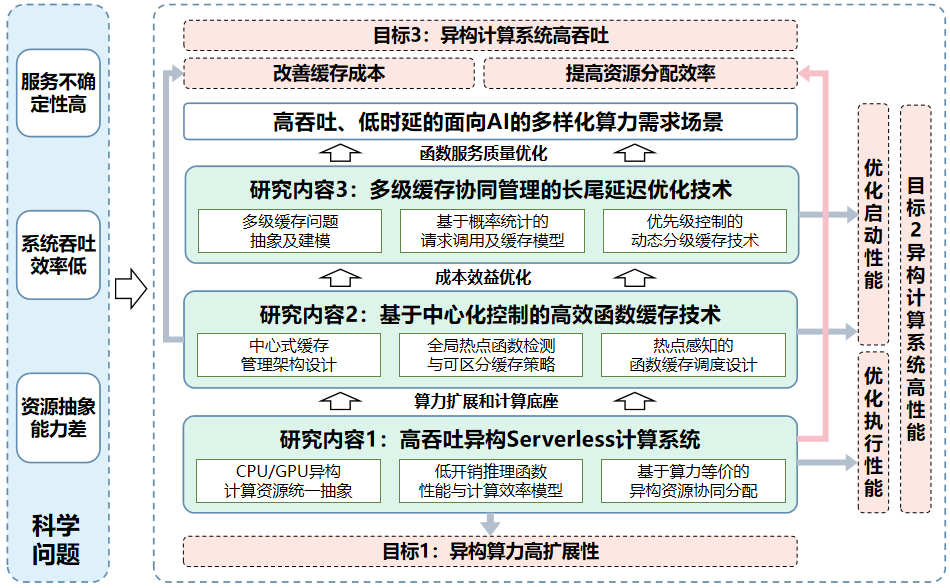 服务不确
定性高
系统吞吐
效率低
资源抽象
能力差
科学
问题
目标3：异构计算系统高吞吐
改善缓存成本
提高资源分配效率
高吞吐、低时延的面向AI的多样化算力需求场景
函数服务质量优化
研究内容3：多级缓存协同管理的长尾延迟优化技术
多级缓存问题
抽象及建模
基于概率统计的
请求调用及缓存模型
优先级控制的
动态分级缓存技术
成本效益优化
研究内容2：基于中心化控制的高效函数缓存技术
中心式缓存
管理架构设计
全局热点函数检测
与可区分缓存策略
热点感知的
函数缓存调度设计
算力扩展和计算底座
研究内容1：高吞吐异构Serverless计算系统
CPU/GPU异构
计算资源统一抽象
低开销推理函数
性能与计算效率模型
基于算力等价的
异构资源协同分配
目标1：异构算力高扩展性
优化启动性能
优化执行性能
目标2异构计算系统高性能